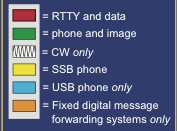 = RTTY and data
= phone and image
= CW only
= SSB phone
= USB phone only
= Fixed digital message
forwarding systems only